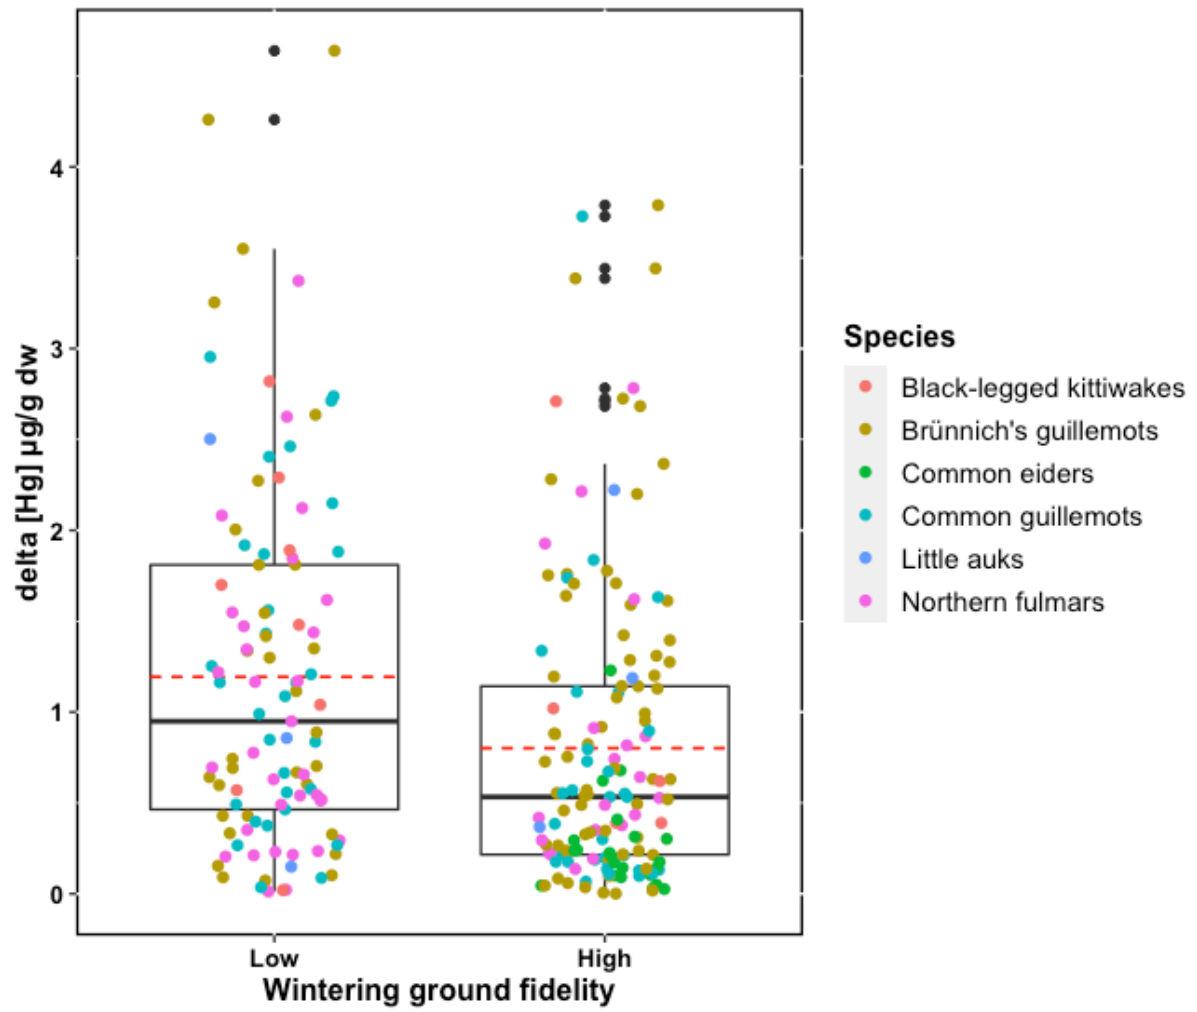 delta [Hg] µg/g dw
4
3
2
1
0
Low
High
Wintering ground fidelity
Species
Black-legged kittiwakes
Brünnich's guillemots
Common eiders
Common guillemots
Little auks
Northern fulmars